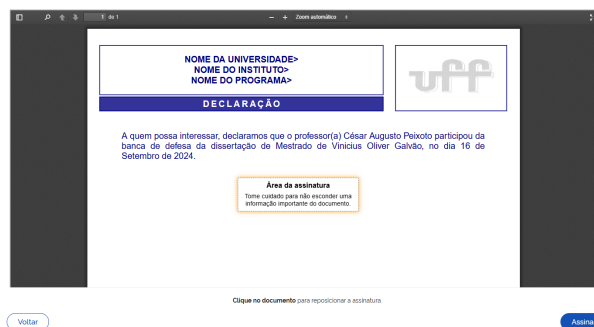 1 de 1
— + Zoom automático
NOME DA UNIVERSIDADE>
NOME DO INSTITUTO>
NOME DO PROGRAMA>
uff
DECLARAÇÃO
A quem possa interessar, declaramos que o professor(a) César Augusto Peixoto participou da
banca de defesa da dissertação de Mestrado de Vinicius Oliver Galvão, no dia 16 de
Setembro de 2024.
Área da assinatura
Tome cuidado para não esconder uma
informação importante do documento.
Clique no documento para reposicionar a assinatura
Voltar
Assina